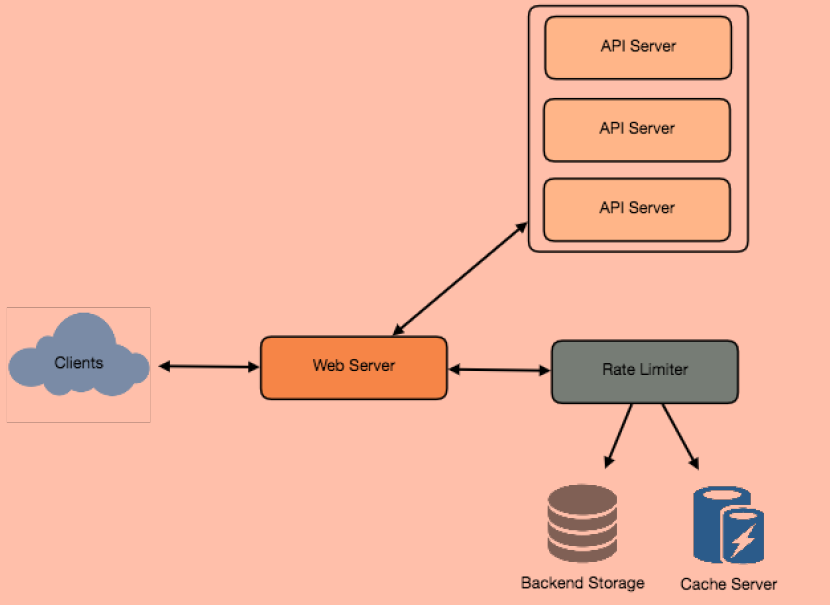 API Server
API Server
API Server
Clients
Web Server
Rate Limiter
Backend Storage
Cache Server